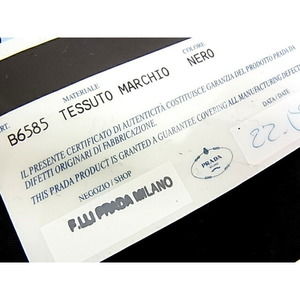 ART. MATERIALE COLORE
B6585 TESSUTO MARCHIO NERO
IL PRESENTE CERTIFICATO DI AUTENTICITÀ COSTITUISCE GARANZIA DEL PRODOTTO PRADA DA
DIFETTI ORIGINARI DI FABBRICAZIONE.
THIS PRADA PRODUCT IS GRANTED A GUARANTEE COVERING ALL MANUFACTURING DEFECT
NEGOZIO / SHOP
PRADA
DATA / DATE
22.
F.LLI PRADA MILANO